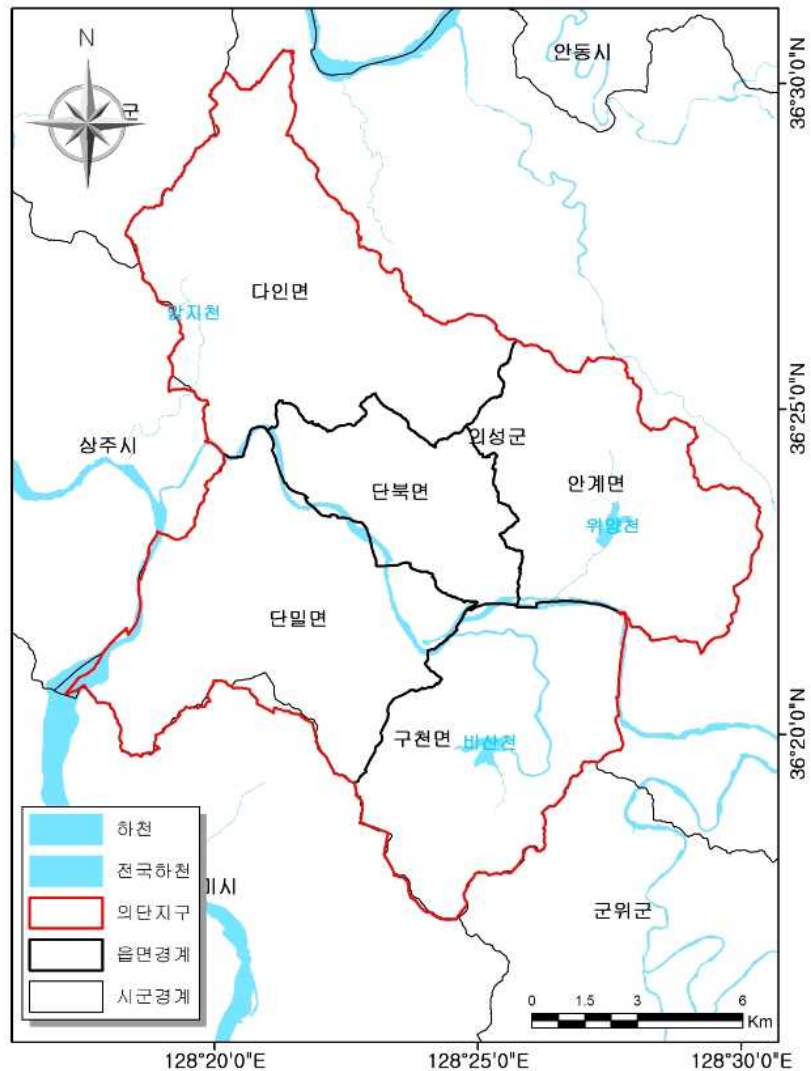 N
안동시
군
36°30'0"N
다인면
양지천
36°25'0"N
의성군
상주시
단북면
안계면
위양천
단밀면
구천면
비산천
36°20'0"N
하천
전국하천
의단지구
읍면경계
시군경계
미시
군위군
0 1.5 3 6
Km
128°20'0"E
128°25'0"E
128°30'0"E